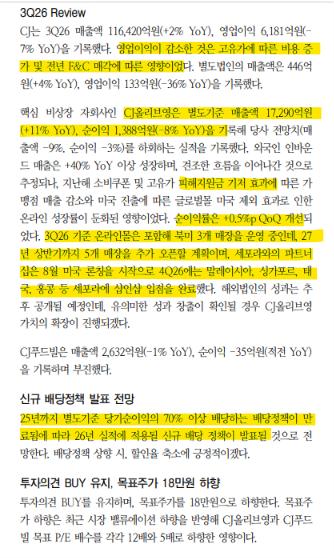 3Q26 Review
CJ는 3Q26 매출액 116,420억원(+2% YoY), 영업이익 6,181억원(-
7% YoY)을 기록했다. 영업이익이 감소한 것은 고유가에 따른 비용 증
가 및 전년 F&C 매각에 따른 영향이었다. 별도법인의 매출액은 446억
원(+4% YoY), 영업이익 133억원(-36% YoY)을 기록했다.
핵심 비상장 자회사인 CJ올리브영은 별도기준 매출액 17,290억원
(+11% YoY), 순이익 1,388억원(-8% YoY)을 기록해 당사 전망치(매
출액 -9%, 순이익 -3%)를 하회하는 실적을 기록했다. 외국인 인바운
드 매출은 +40% YoY 이상 성장하며, 견조한 흐름을 이어나간 것으로
추정되나, 지난해 소비쿠폰 및 고유가 피해지원금 기저 효과에 따른 가
맹점 매출 감소와 미국 진출에 따른 글로벌몰 미국 제외 효과로 인한
온라인 성장률이 둔화된 영향이었다. 순이익률은 +0.5%p QoQ 개선되
었다. 3Q26 기준 온라인몰은 포함해 북미 3개 매장을 운영 중인데, 27
년 상반기까지 5개 매장을 추가 오픈할 계획이며, 세포라와의 파트너
십은 8월 미국 론칭을 시작으로 4Q26에는 말레이시아, 싱가포르, 태
국, 홍콩 등 세포라에 샵인샵 입점을 완료했다. 해외법인의 성과는 추
후 공개될 예정인데, 유의미한 성과 창출이 확인될 경우 CJ올리브영
가치의 확장이 진행되겠다.
CJ푸드빌은 매출액 2,632억원(-1% YoY), 순이익 -35억원(적전 YoY)
을 기록하며 부진했다.
신규 배당정책 발표 전망
25년까지 별도기준 당기순이익의 70% 이상 배당하는 배당정책이 만
료됨에 따라 26년 실적에 적용된 신규 배당 정책이 발표될 것으로 전
망한다. 배당정책 상향 시, 할인율 축소에 긍정적이겠다.
투자의견 BUY 유지, 목표주가 18만원 하향
투자의견 BUY를 유지하며, 목표주가를 18만원으로 하향한다. 목표주
가 하향은 최근 시장 밸류에이션 하향을 반영해 CJ올리브영과 CJ푸드
빌 목표 P/E 배수를 각각 12배와 5배로 하향한 영향이다.